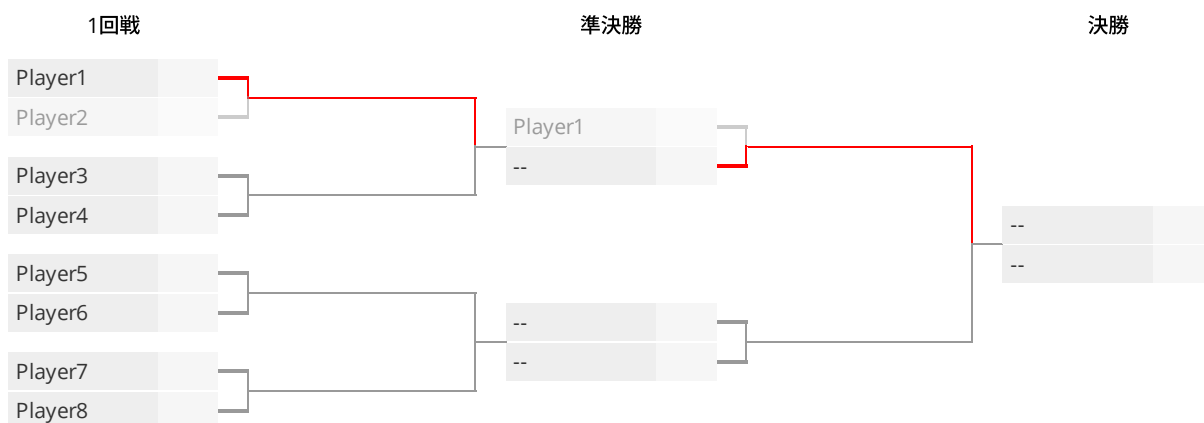 1回戦
準決勝
決勝
Player1
Player2
Player3
Player4
Player5
Player6
Player7
Player8
Player1
--
--
--
--
--